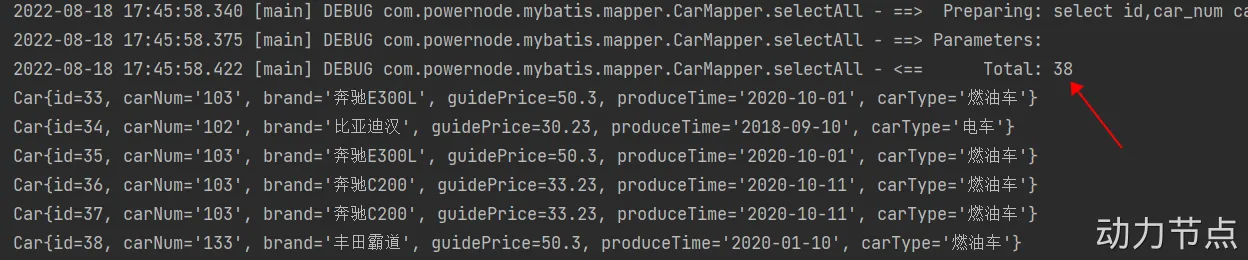 2022-08-18 17:45:58.340 [main] DEBUG com.powernode.mybatis.mapper.CarMapper.selectAll - ==>  Preparing: select id,car_num ca
2022-08-18 17:45:58.375 [main] DEBUG com.powernode.mybatis.mapper.CarMapper.selectAll - ==> Parameters:
2022-08-18 17:45:58.422 [main] DEBUG com.powernode.mybatis.mapper.CarMapper.selectAll - <==      Total: 38
Car{id=33, carNum='103', brand='奔驰E300L', guidePrice=50.3, produceTime='2020-10-01', carType='燃油车'}
Car{id=34, carNum='102', brand='比亚迪汉', guidePrice=30.23, produceTime='2018-09-10', carType='电车'}
Car{id=35, carNum='103', brand='奔驰E300L', guidePrice=50.3, produceTime='2020-10-01', carType='燃油车'}
Car{id=36, carNum='103', brand='奔驰C200', guidePrice=33.23, produceTime='2020-10-11', carType='燃油车'}
Car{id=37, carNum='103', brand='奔驰C200', guidePrice=33.23, produceTime='2020-10-11', carType='燃油车'}
Car{id=38, carNum='133', brand='丰田霸道', guidePrice=50.3, produceTime='2020-01-10', carType='燃油车'}
动力节点